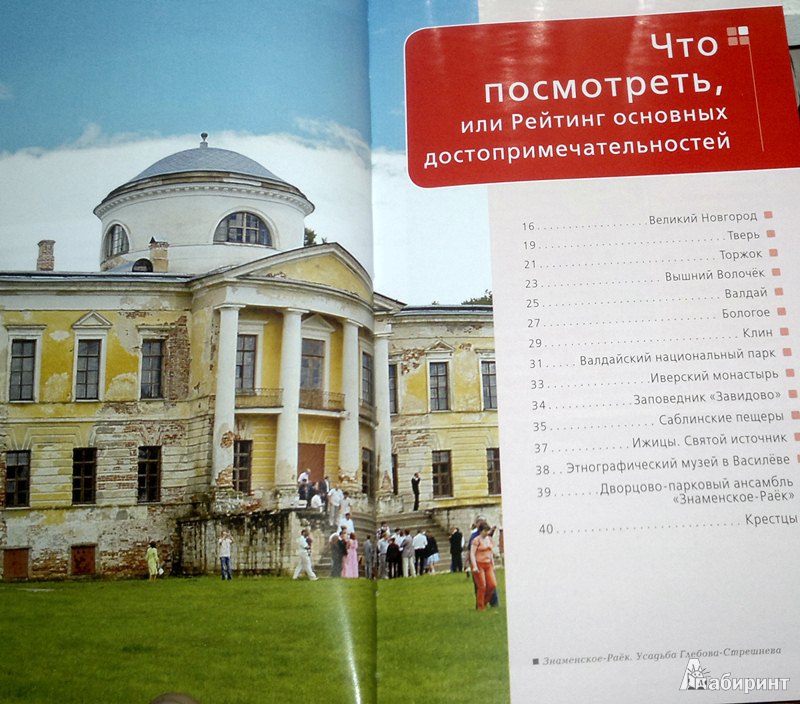 Что
посмотреть,
или Рейтинг основных
достопримечательностей
16..................Великий Новгород
19..............................Тверь
21.............................Торжок
23....................Вышний Волочёк
25.............................Валдай
27............................Бологое
29...............................Клин
31.....Валдайский национальный парк
33.................Иверский монастырь
34...............Заповедник «Завидово»
35..................Саблинские пещеры
37..............Ижицы. Святой источник
38...Этнографический музей в Василёве
39.......Дворцово-парковый ансамбль
«Знаменское-Раёк»
40.............................Крестцы
Знаменское-Раёк. Усадьба Глебова-Стрешнева
Лабиринт